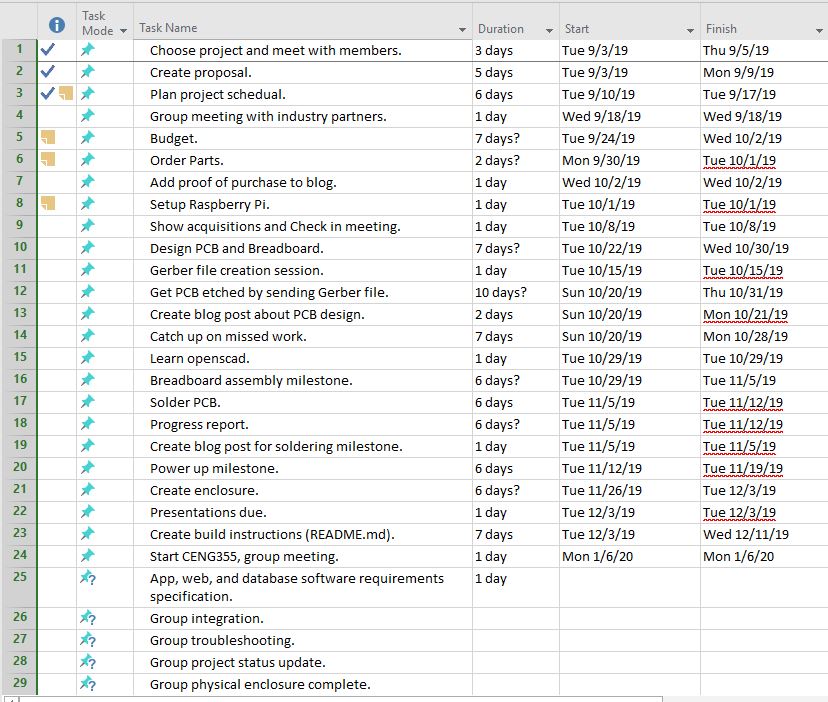 Task Mode Task Name Duration Start Finish
1 Choose project and meet with members. 3 days Tue 9/3/19 Thu 9/5/19
2 Create proposal. 5 days Tue 9/3/19 Mon 9/9/19
3 Plan project schedual. 6 days Tue 9/10/19 Tue 9/17/19
4 Group meeting with industry partners. 1 day Wed 9/18/19 Wed 9/18/19
5 Budget. 7 days? Tue 9/24/19 Wed 10/2/19
6 Order Parts. 2 days? Mon 9/30/19 Tue 10/1/19
7 Add proof of purchase to blog. 1 day Wed 10/2/19 Wed 10/2/19
8 Setup Raspberry Pi. 1 day Tue 10/1/19 Tue 10/1/19
9 Show acquisitions and Check in meeting. 1 day Tue 10/8/19 Tue 10/8/19
10 Design PCB and Breadboard. 7 days? Tue 10/22/19 Wed 10/30/19
11 Gerber file creation session. 1 day Tue 10/15/19 Tue 10/15/19
12 Get PCB etched by sending Gerber file. 10 days? Sun 10/20/19 Thu 10/31/19
13 Create blog post about PCB design. 2 days Sun 10/20/19 Mon 10/21/19
14 Catch up on missed work. 7 days Sun 10/20/19 Mon 10/28/19
15 Learn openscad. 1 day Tue 10/29/19 Tue 10/29/19
16 Breadboard assembly milestone. 6 days? Tue 10/29/19 Tue 11/5/19
17 Solder PCB. 6 days Tue 11/5/19 Tue 11/12/19
18 Progress report. 6 days? Tue 11/5/19 Tue 11/12/19
19 Create blog post for soldering milestone. 1 day Tue 11/5/19 Tue 11/5/19
20 Power up milestone. 6 days Tue 11/12/19 Tue 11/19/19
21 Create enclosure. 6 days? Tue 11/26/19 Tue 12/3/19
22 Presentations due. 1 day Tue 12/3/19 Tue 12/3/19
23 Create build instructions (README.md). 7 days Tue 12/3/19 Wed 12/11/19
24 Start CENG355, group meeting. 1 day Mon 1/6/20 Mon 1/6/20
25 App, web, and database software requirements 1 day
specification.
26 Group integration.
27 Group troubleshooting.
28 Group project status update.
29 Group physical enclosure complete.